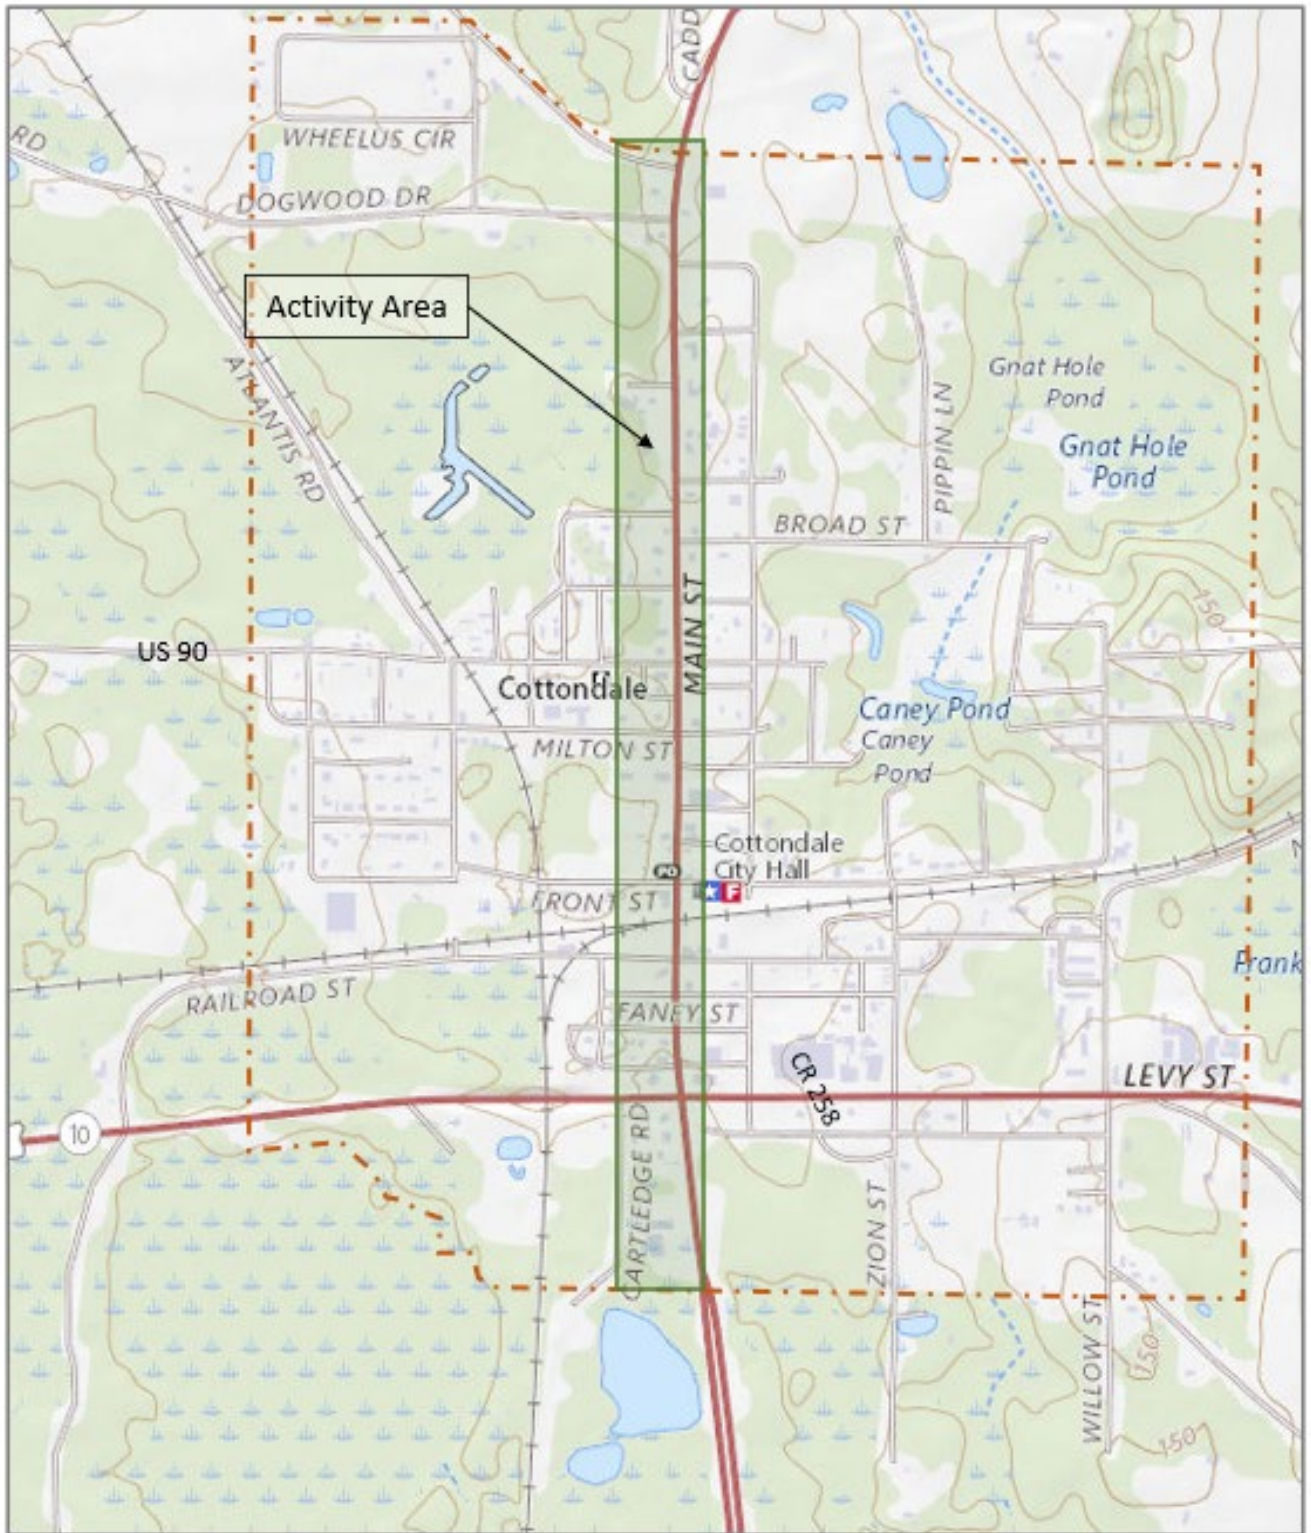 CADD
RD
WHEELUS CIR
DOGWOOD DR
Activity Area
ATLANTIS RD
Gnat Hole
Pond
Gnat Hole
Pond
PIPPIN LN
BROAD ST
MAIN ST
150
US 90
Cottondale
Caney Pond
Caney
Pond
MILTON ST
Cottondale
City Hall
PO
F
FRONT ST
Frank
RAILROAD ST
FANEY ST
CR 258
LEVY ST
10
CARTLEDGE RD
ZION ST
WILLOW ST
150
150